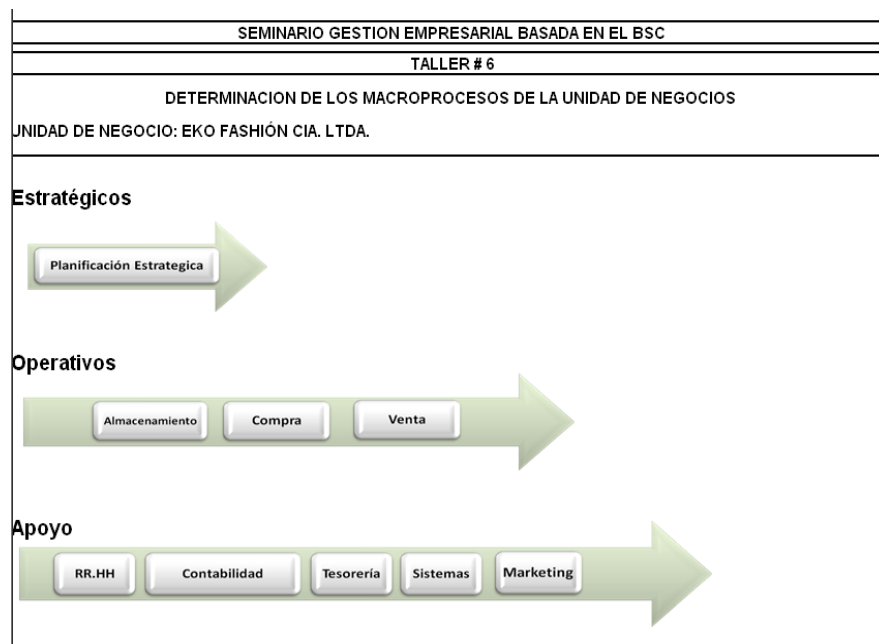 SEMINARIO GESTION EMPRESARIAL BASADA EN EL BSC
TALLER # 6
DETERMINACION DE LOS MACROPROCESOS DE LA UNIDAD DE NEGOCIOS
UNIDAD DE NEGOCIO: EKO FASHIÓN CIA. LTDA.
Estratégicos
Planificación Estrategica
Operativos
Almacenamiento Compra Venta
Apoyo
RR.HH Contabilidad Tesorería Sistemas Marketing